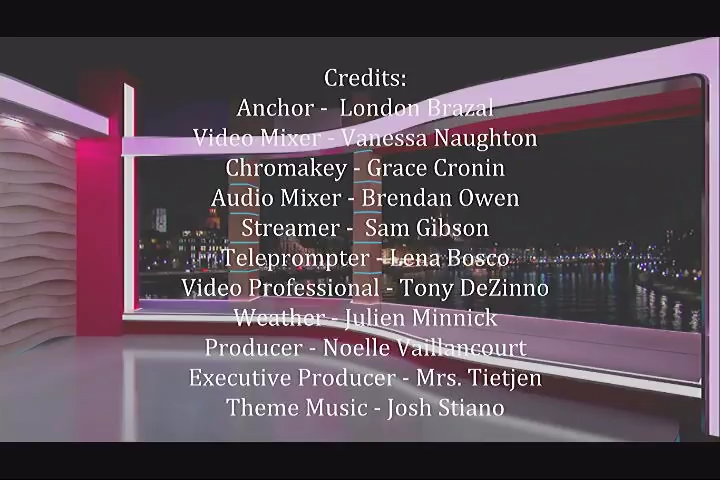 Credits:
Anchor - London Brazal
Video Mixer - Vanessa Naughton
Chromakey - Grace Cronin
Audio Mixer - Brendan Owen
Streamer - Sam Gibson
Teleprompter - Lena Bosco
Video Professional - Tony DeZinno
Weather - Julien Minnick
Producer - Noelle Vaillancourt
Executive Producer - Mrs. Tietjen
Theme Music - Josh Stiano